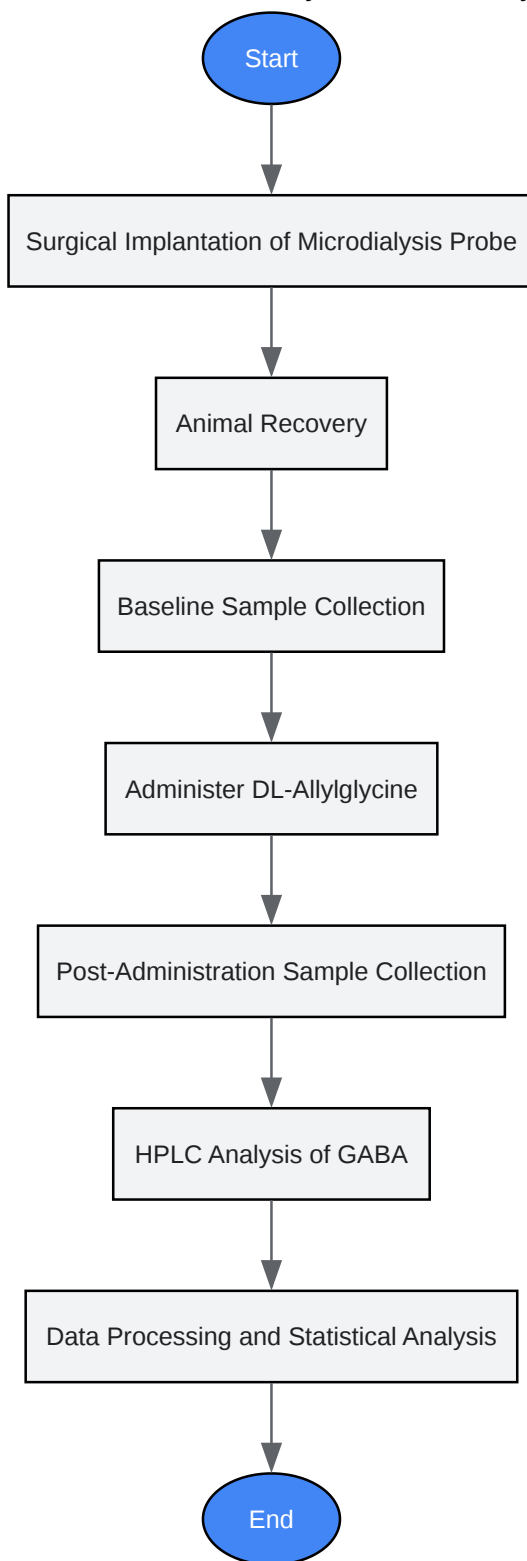 Start
Surgical Implantation of Microdialysis Probe
Animal Recovery
Baseline Sample Collection
Administer DL-Allylglycine
Post-Administration Sample Collection
HPLC Analysis of GABA
Data Processing and Statistical Analysis
End